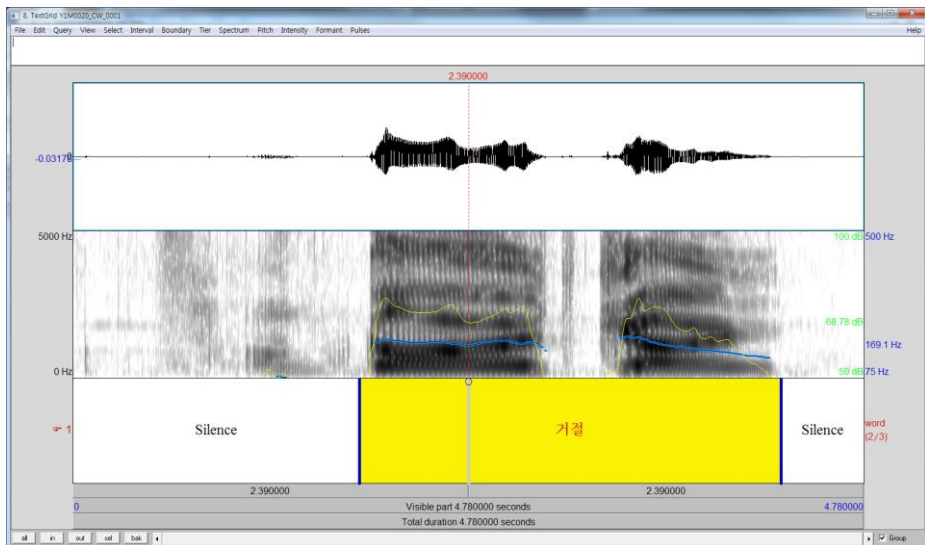 8. TextGrid Y1M0020_CW_0001
File Edit Query View Select Interval Boundary Tier Spectrum Pitch Intensity Formant Pulses Help
2.390000
-0.03178
5000 Hz 100 dB 500 Hz
68.78 dB
169.1 Hz
0 Hz 50 dB 75 Hz
1 Silence 거절 Silence word
(2/3)
2.390000 2.390000
0 Visible part 4.780000 seconds 4.780000
Total duration 4.780000 seconds
all in out sel bak Group